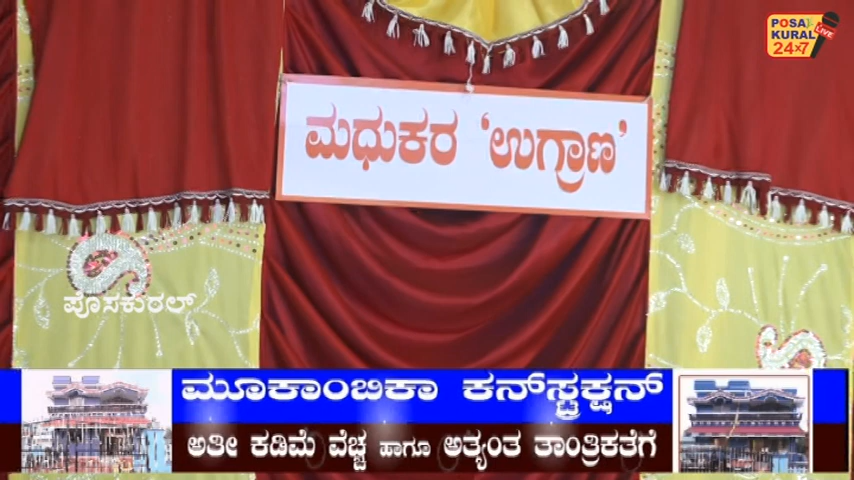 POSA
KURAL
24x7
LIVE
ಮಧುಕರ ‘ಉಗ್ರಾಣ’
ಪೊಸಕುರಲ್
ಮೂಕಾಂಬಿಕಾ ಕನ್‌ಸ್ಟ್ರಕ್ಷನ್
ಅತೀ ಕಡಿಮೆ ವೆಚ್ಚ ಹಾಗೂ ಅತ್ಯಂತ ತಾಂತ್ರಿಕತೆಗೆ